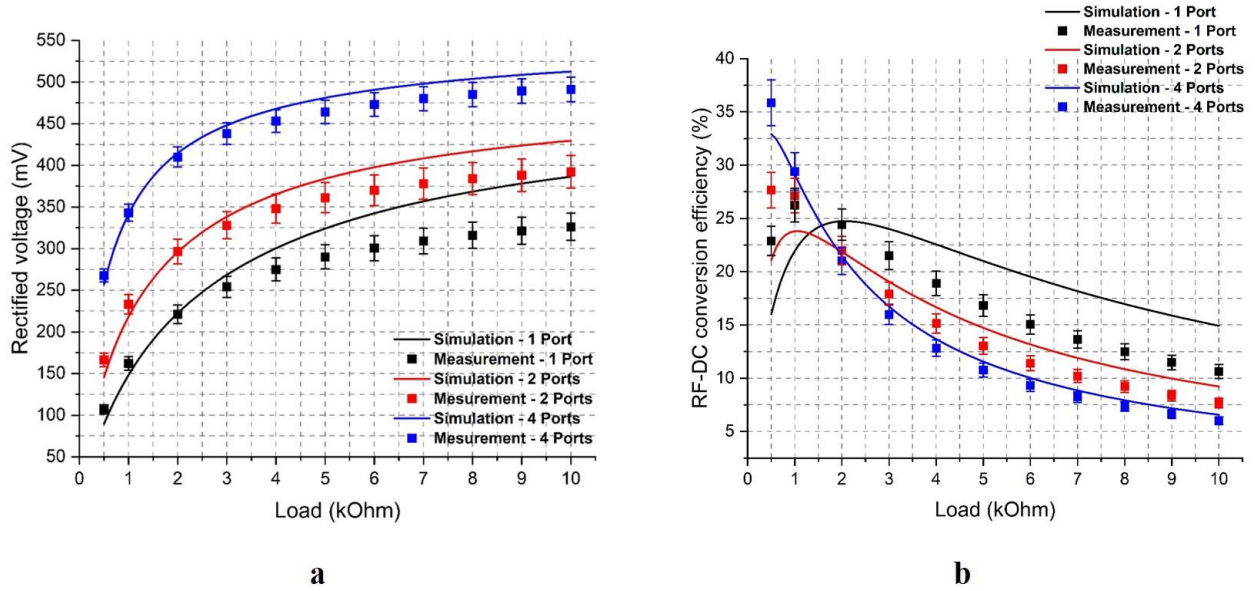 Rectified voltage (mV)
550
500
450
400
350
300
250
200
150
100
50
0 1 2 3 4 5 6 7 8 9 10
Load (kOhm)
Simulation - 1 Port
Measurement - 1 Port
Simulation - 2 Ports
Mesurement - 2 Ports
Simulation - 4 Ports
Mesurement - 4 Ports
a
Simulation - 1 Port
Measurement - 1 Port
Simulation - 2 Ports
Measurement - 2 Ports
Simulation - 4 Ports
Measurement - 4 Ports
RF-DC conversion efficiency (%)
40
35
30
25
20
15
10
5
0 1 2 3 4 5 6 7 8 9 10
Load (kOhm)
b